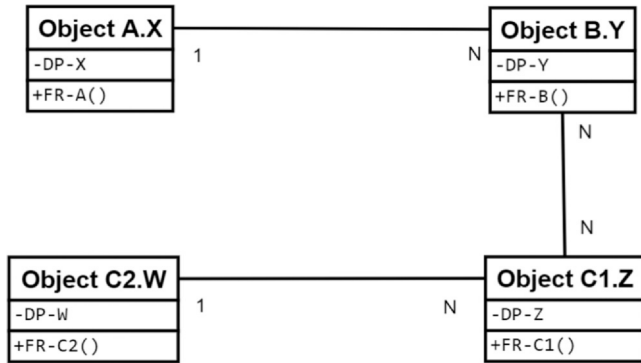 Object A.X
-DP-X
+FR-A()
1
N
Object B.Y
-DP-Y
+FR-B()
N
N
Object C2.W
-DP-W
+FR-C2()
1
N
Object C1.Z
-DP-Z
+FR-C1()